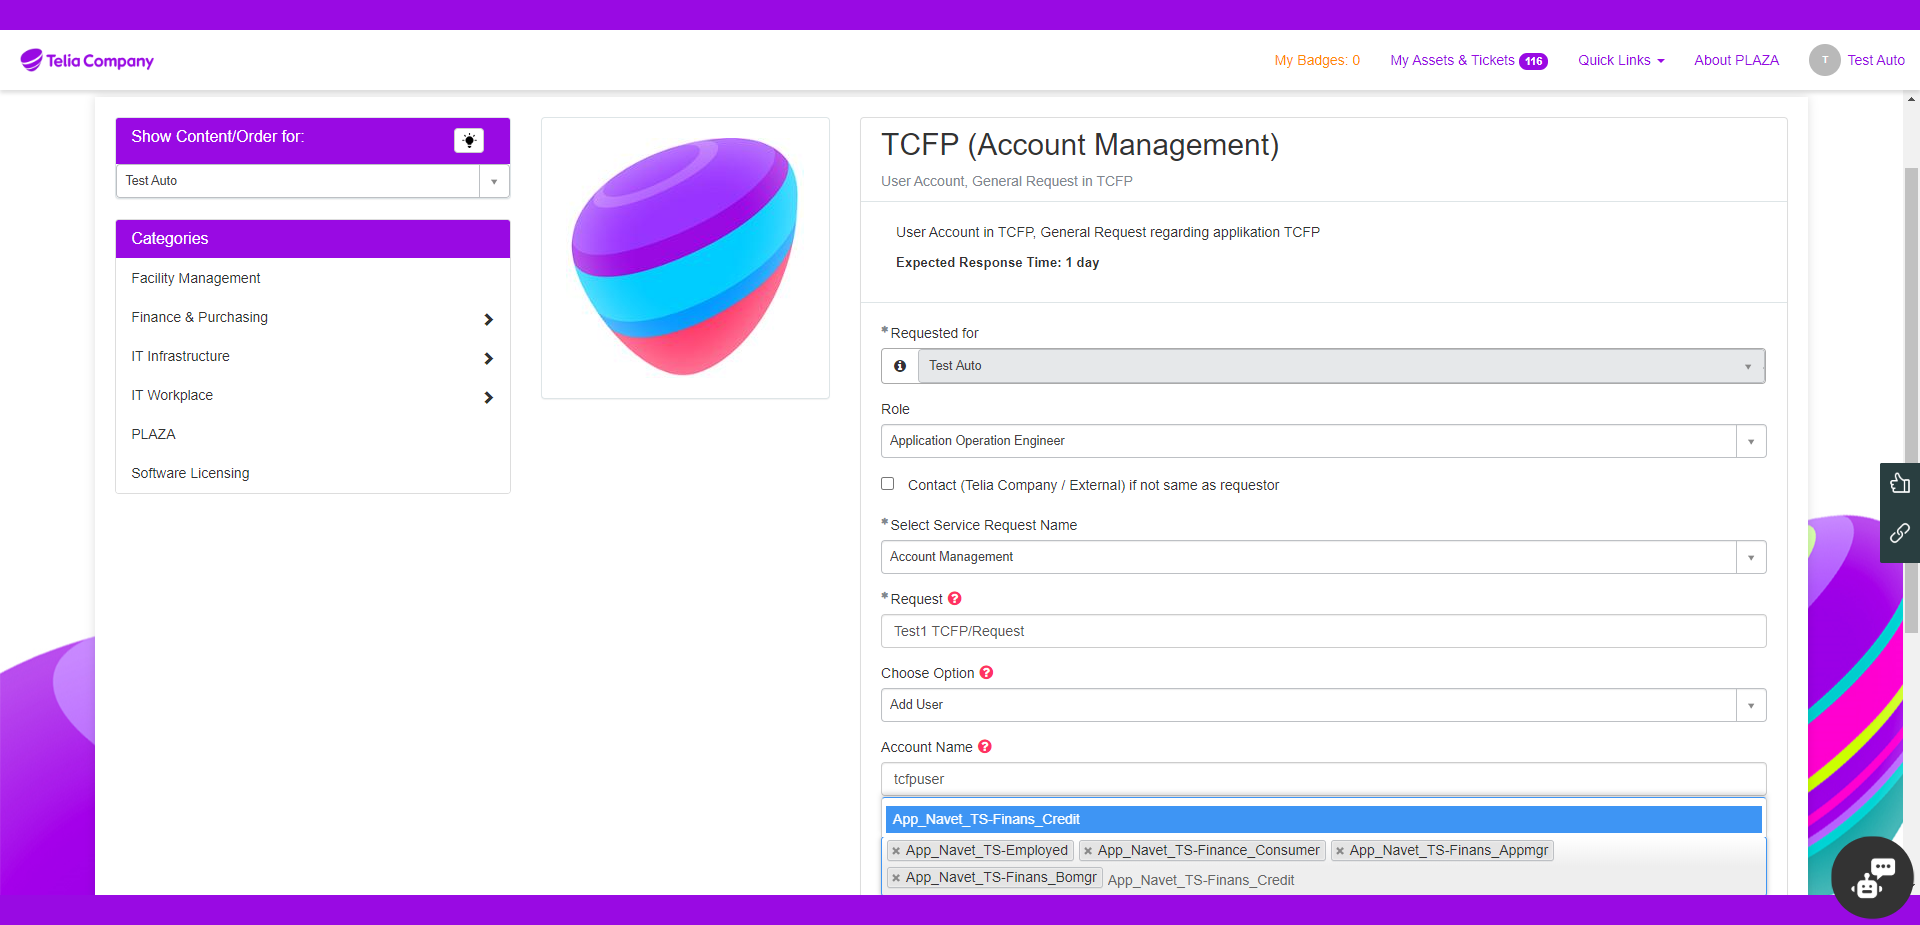 Telia Company
My Badges: 0
My Assets & Tickets 116
Quick Links
About PLAZA
T
Test Auto
Show Content/Order for:
Test Auto
Categories
Facility Management
Finance & Purchasing
IT Infrastructure
IT Workplace
PLAZA
Software Licensing
TCFP (Account Management)
User Account, General Request in TCFP
User Account in TCFP, General Request regarding applikation TCFP
Expected Response Time: 1 day
* Requested for
Test Auto
Role
Application Operation Engineer
Contact (Telia Company / External) if not same as requestor
* Select Service Request Name
Account Management
* Request
Test1 TCFP/Request
Choose Option
Add User
Account Name
tcfpuser
App_Navet_TS-Finans_Credit
× App_Navet_TS-Employed × App_Navet_TS-Finance_Consumer × App_Navet_TS-Finans_Appmgr
× App_Navet_TS-Finans_Bomgr App_Navet_TS-Finans_Credit